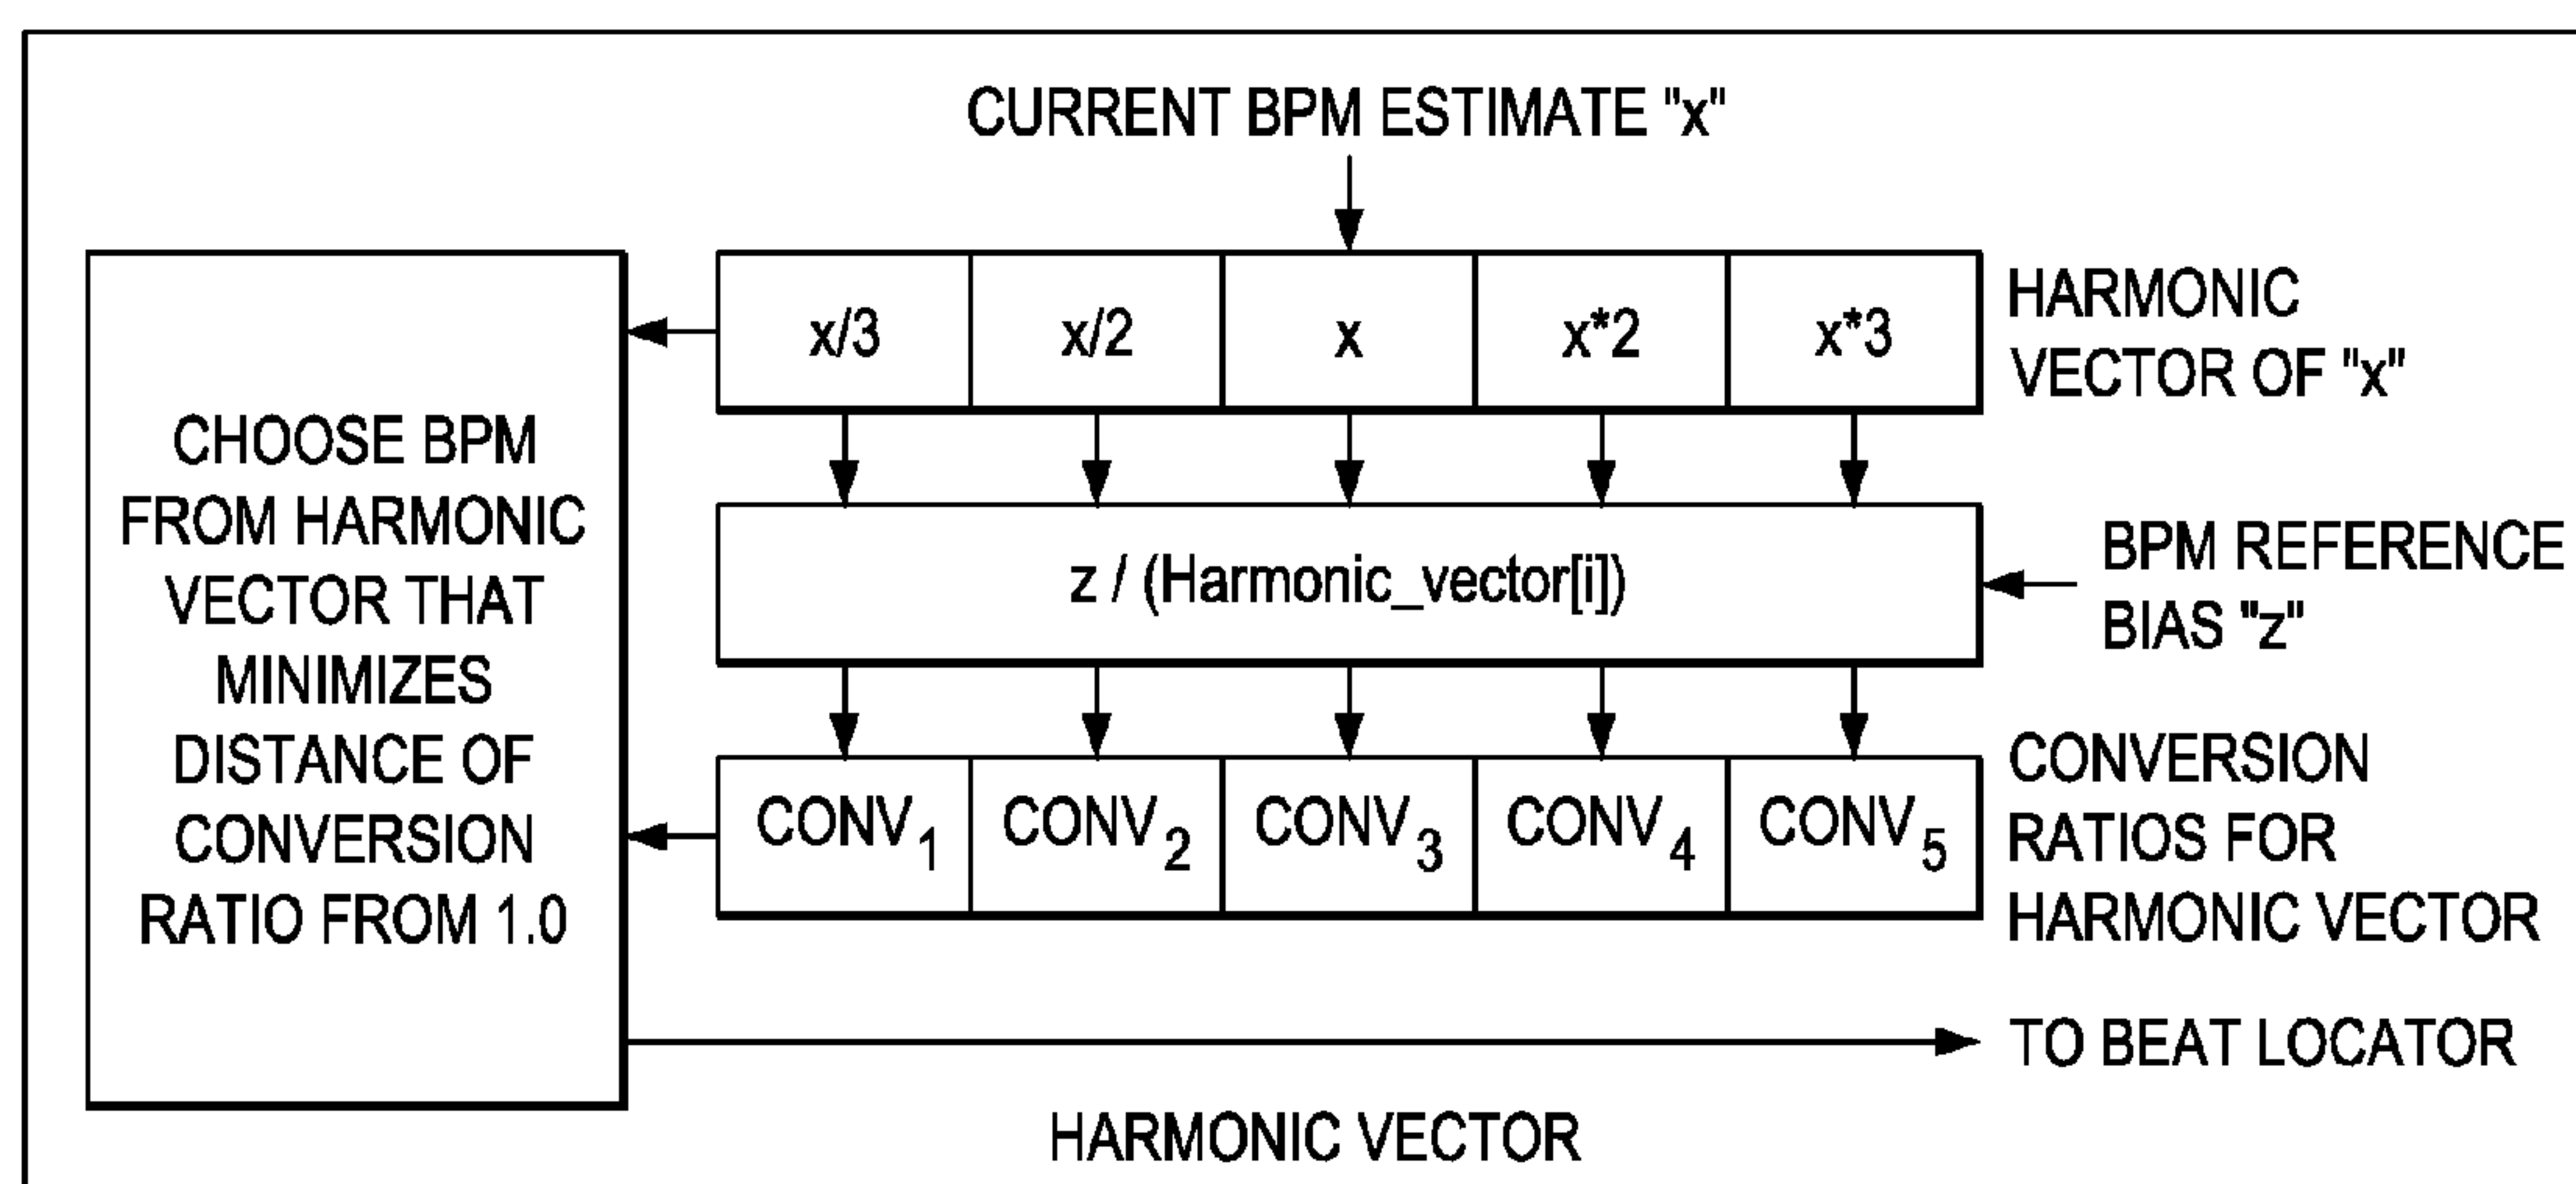 CURRENT BPM ESTIMATE "x"
x/3
x/2
x
x*2
x*3
HARMONIC
VECTOR OF "x"
CHOOSE BPM
FROM HARMONIC
VECTOR THAT
MINIMIZES
DISTANCE OF
CONVERSION
RATIO FROM 1.0
z / (Harmonic_vector[i])
BPM REFERENCE
BIAS "z"
CONV1
CONV2
CONV3
CONV4
CONV5
CONVERSION
RATIOS FOR
HARMONIC VECTOR
TO BEAT LOCATOR
HARMONIC VECTOR